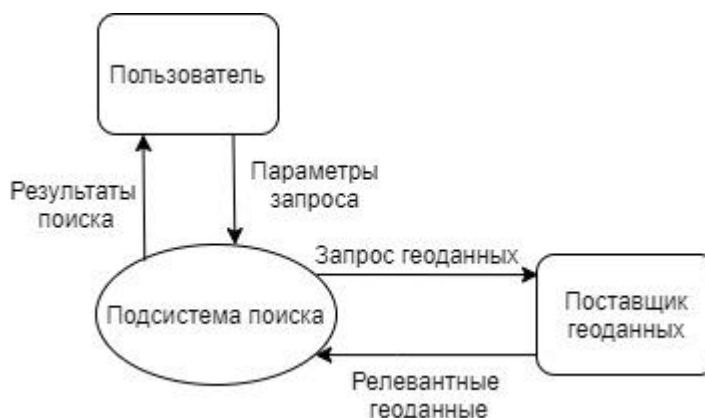 Пользователь
Результаты
поиска
Параметры
запроса
Запрос геоданных
Подсистема поиска
Поставщик
геоданных
Релевантные
геоданные